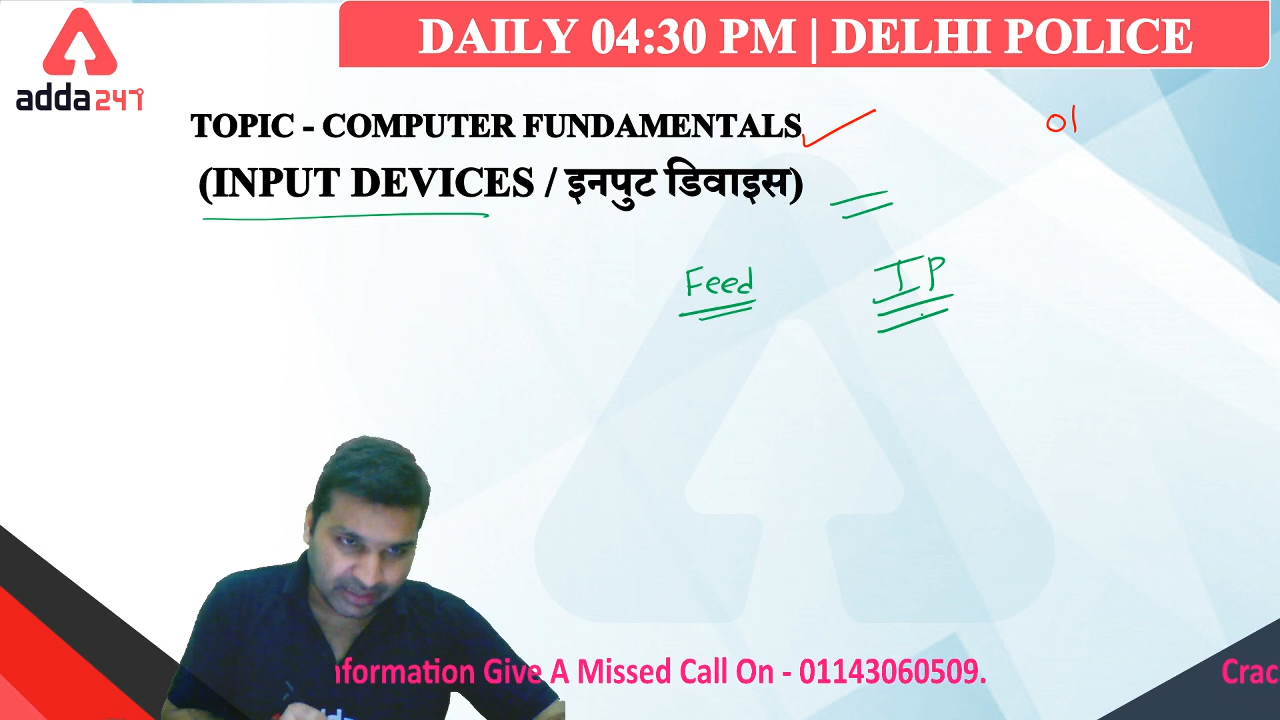 DAILY 04:30 PM | DELHI POLICE
adda247
TOPIC - COMPUTER FUNDAMENTALS
01
(INPUT DEVICES / इनपुट डिवाइस)
Feed
IP
nformation Give A Missed Call On - 01143060509.
Crac
adda